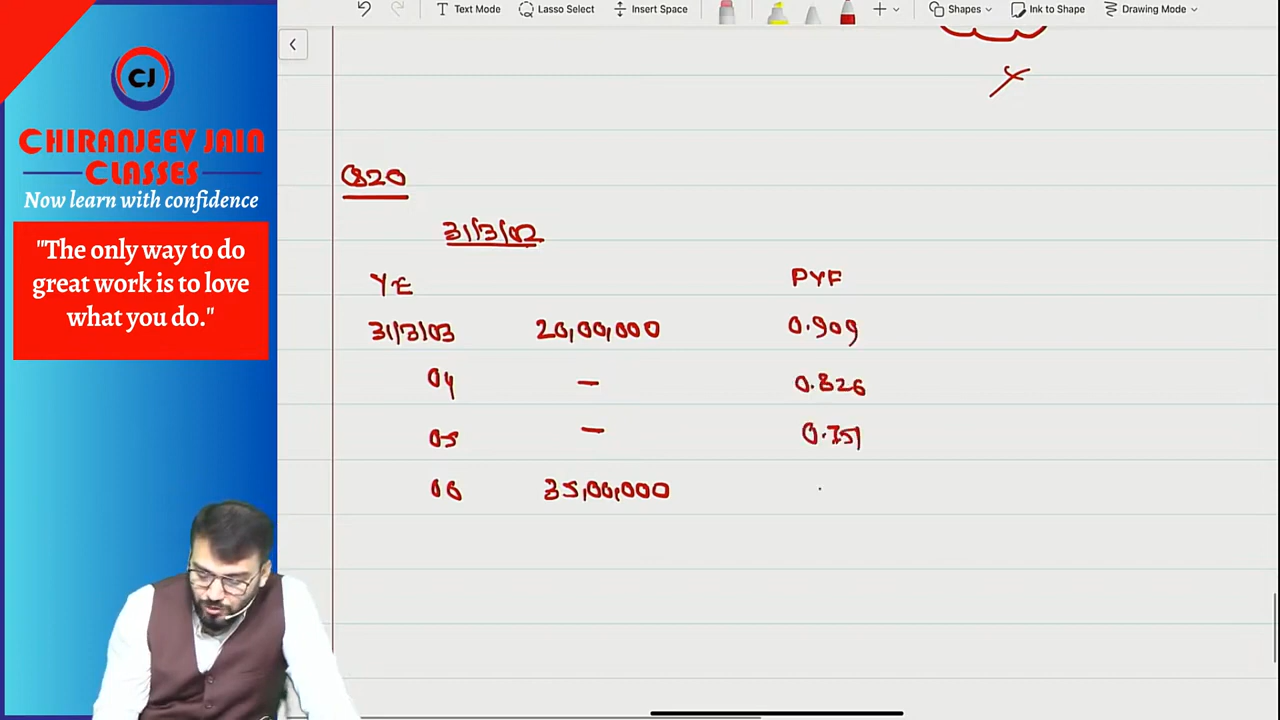 Text Mode Lasso Select Insert Space Shapes Ink to Shape Drawing Mode
CJ
CHIRANJEEV JAIN
CLASSES
Now learn with confidence
"The only way to do
great work is to love
what you do."
Q20
31/3/02
YE PVF
31/3/03 20,00,000 0.909
04 — 0.826
05 — 0.751
06 35,00,000